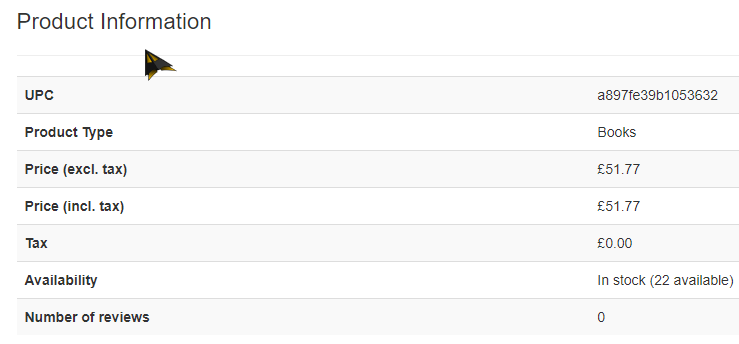 Product Information
UPC a897fe39b1053632
Product Type Books
Price (excl. tax) £51.77
Price (incl. tax) £51.77
Tax £0.00
Availability In stock (22 available)
Number of reviews 0